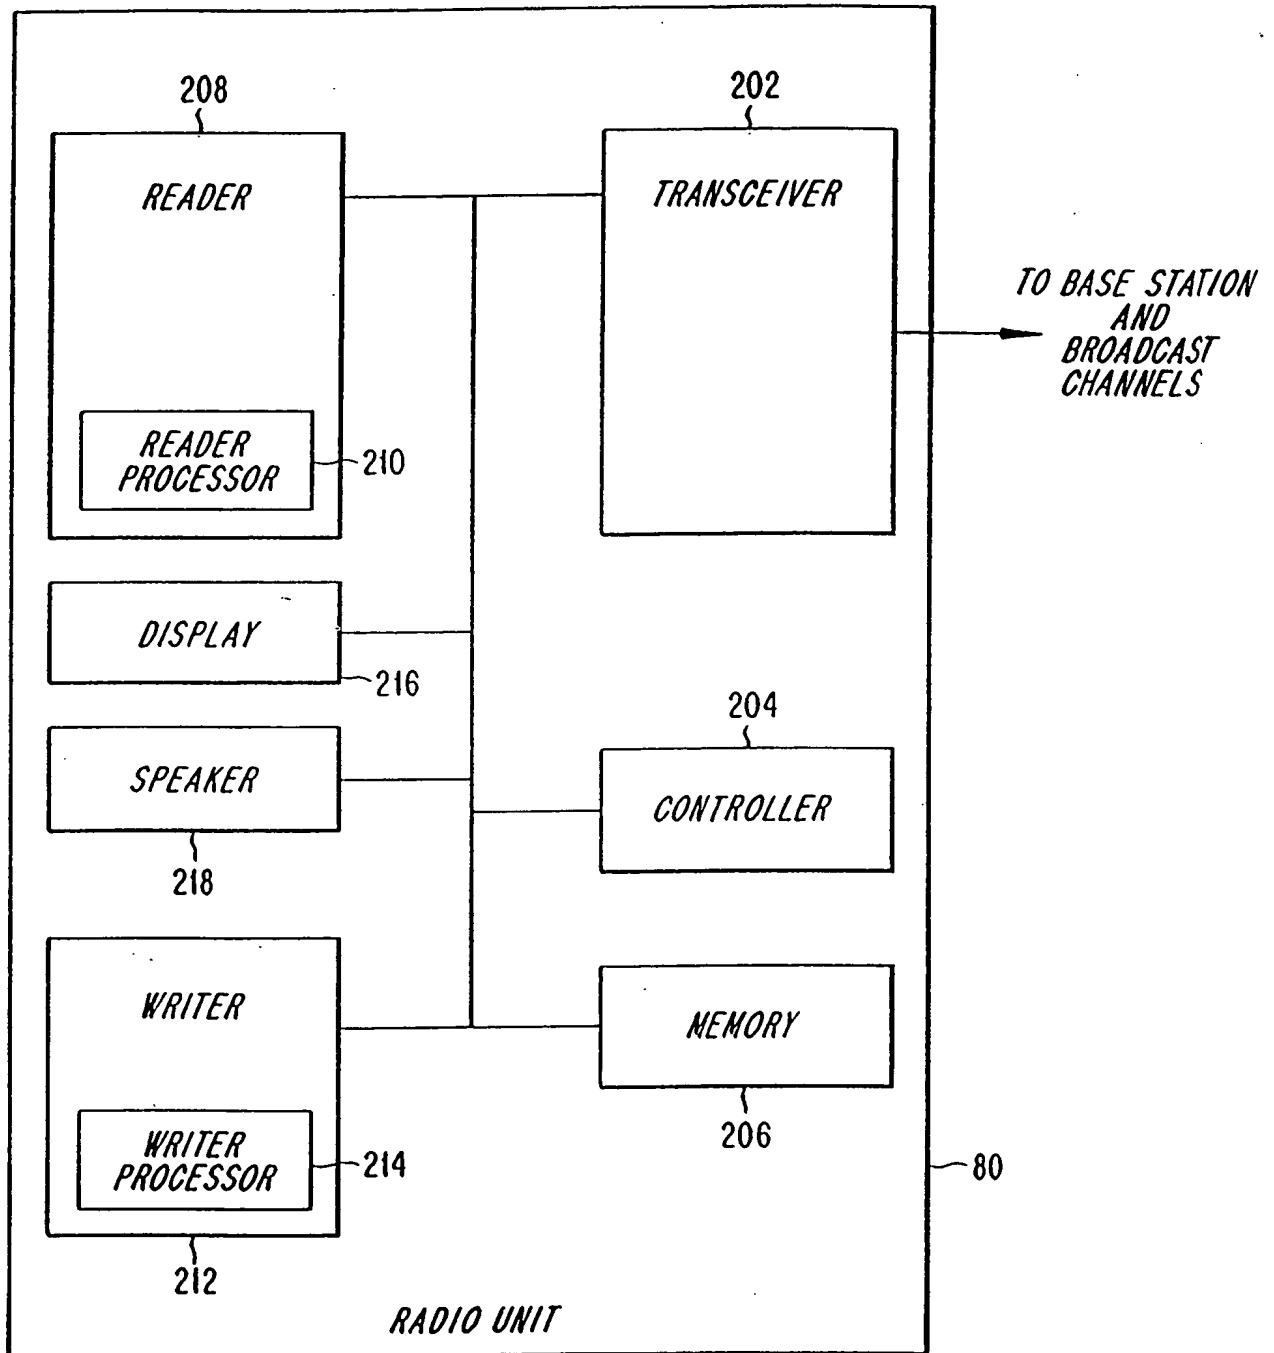 208
READER
READER
PROCESSOR
210
202
TRANSCEIVER
TO BASE STATION
AND
BROADCAST
CHANNELS
DISPLAY
216
SPEAKER
218
204
CONTROLLER
WRITER
WRITER
PROCESSOR
214
212
MEMORY
206
80
RADIO UNIT